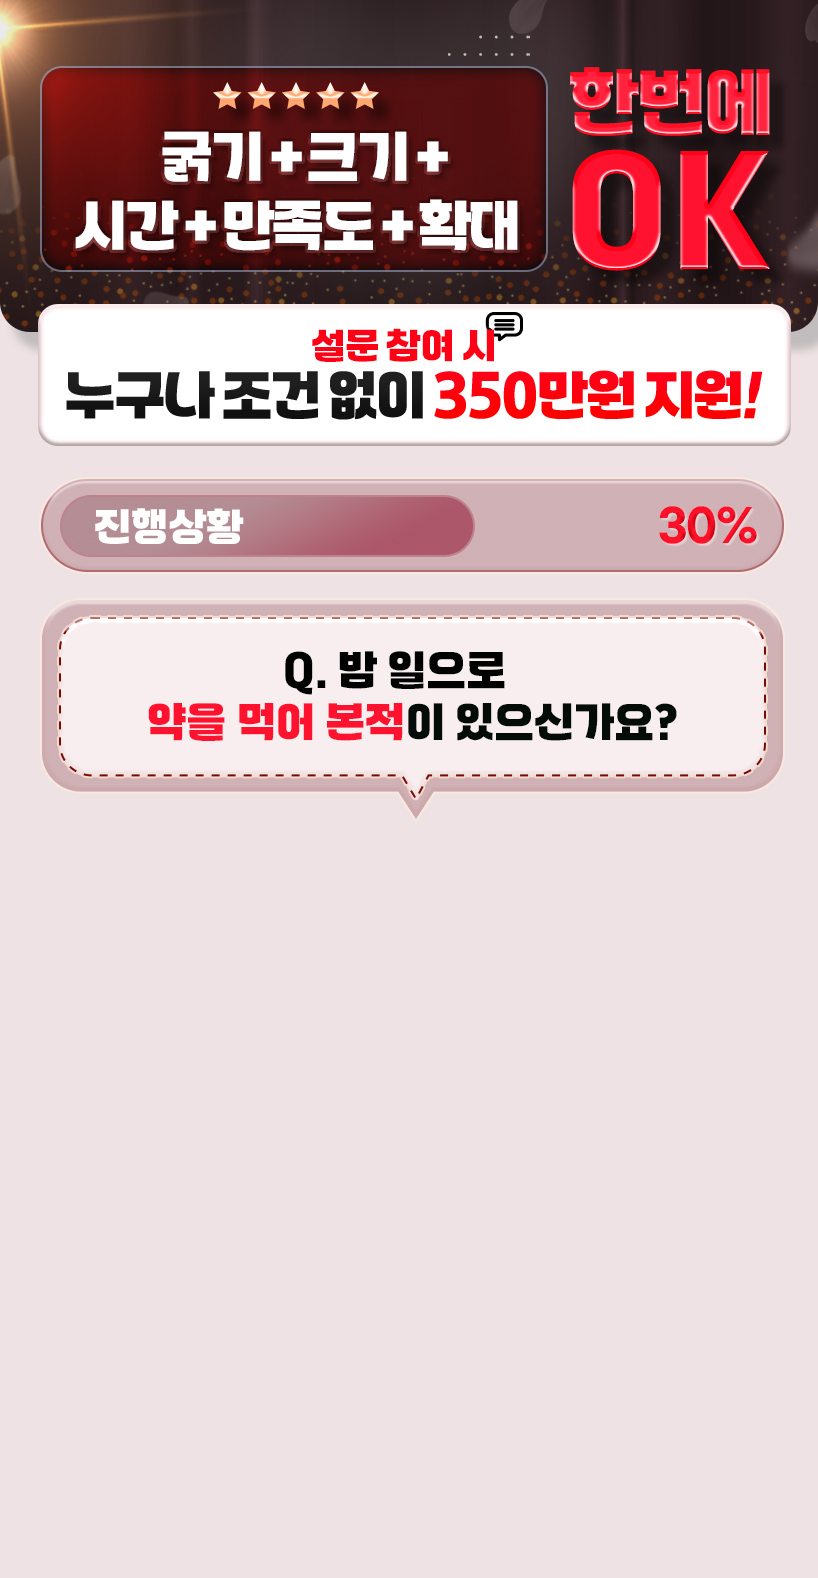 굵기+크기+
시간+만족도+확대
한번에
OK
설문 참여 시
누구나 조건 없이 350만원 지원!
진행상황 30%
Q. 밤 일으로
약을 먹어 본적이 있으신가요?